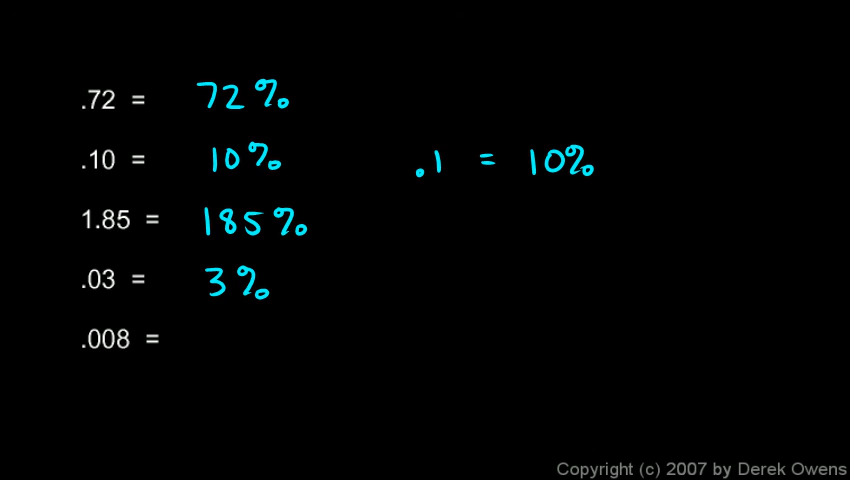 .72 = 72%
.10 = 10% .1 = 10%
1.85 = 185%
.03 = 3%
.008 =
Copyright (c) 2007 by Derek Owens